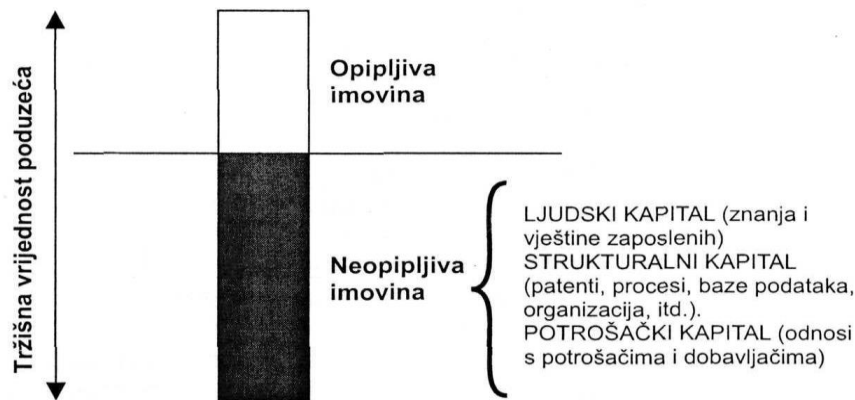 Tržišna vrijednost poduzeća
Opipljiva
imovina
Neopipljiva
imovina
LJUDSKI KAPITAL (znanja i
vještine zaposlenih)
STRUKTURALNI KAPITAL
(patenti, procesi, baze podataka,
organizacija, itd.).
POTROŠAČKI KAPITAL (odnosi
s potrošačima i dobavljačima)